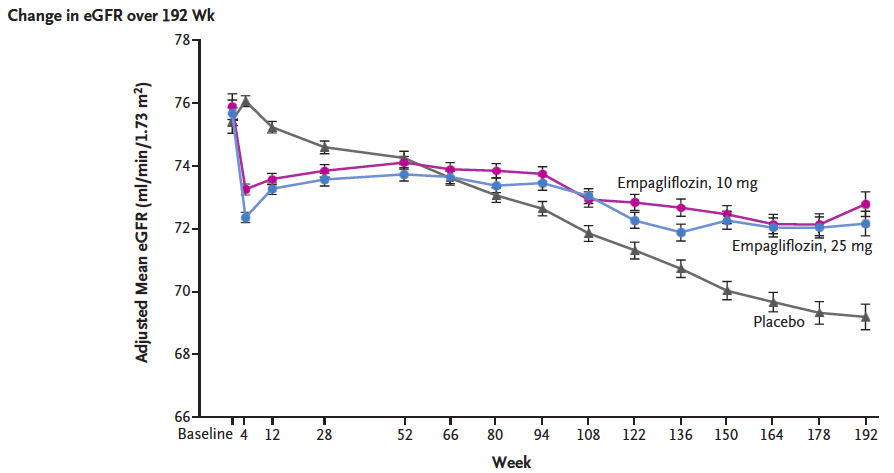 Change in eGFR over 192 Wk
78
76
74
72
70
68
66
Adjusted Mean eGFR (ml/min/1.73 m²)
Empagliflozin, 10 mg
Empagliflozin, 25 mg
Placebo
Baseline 4 12 28 52 66 80 94 108 122 136 150 164 178 192
Week